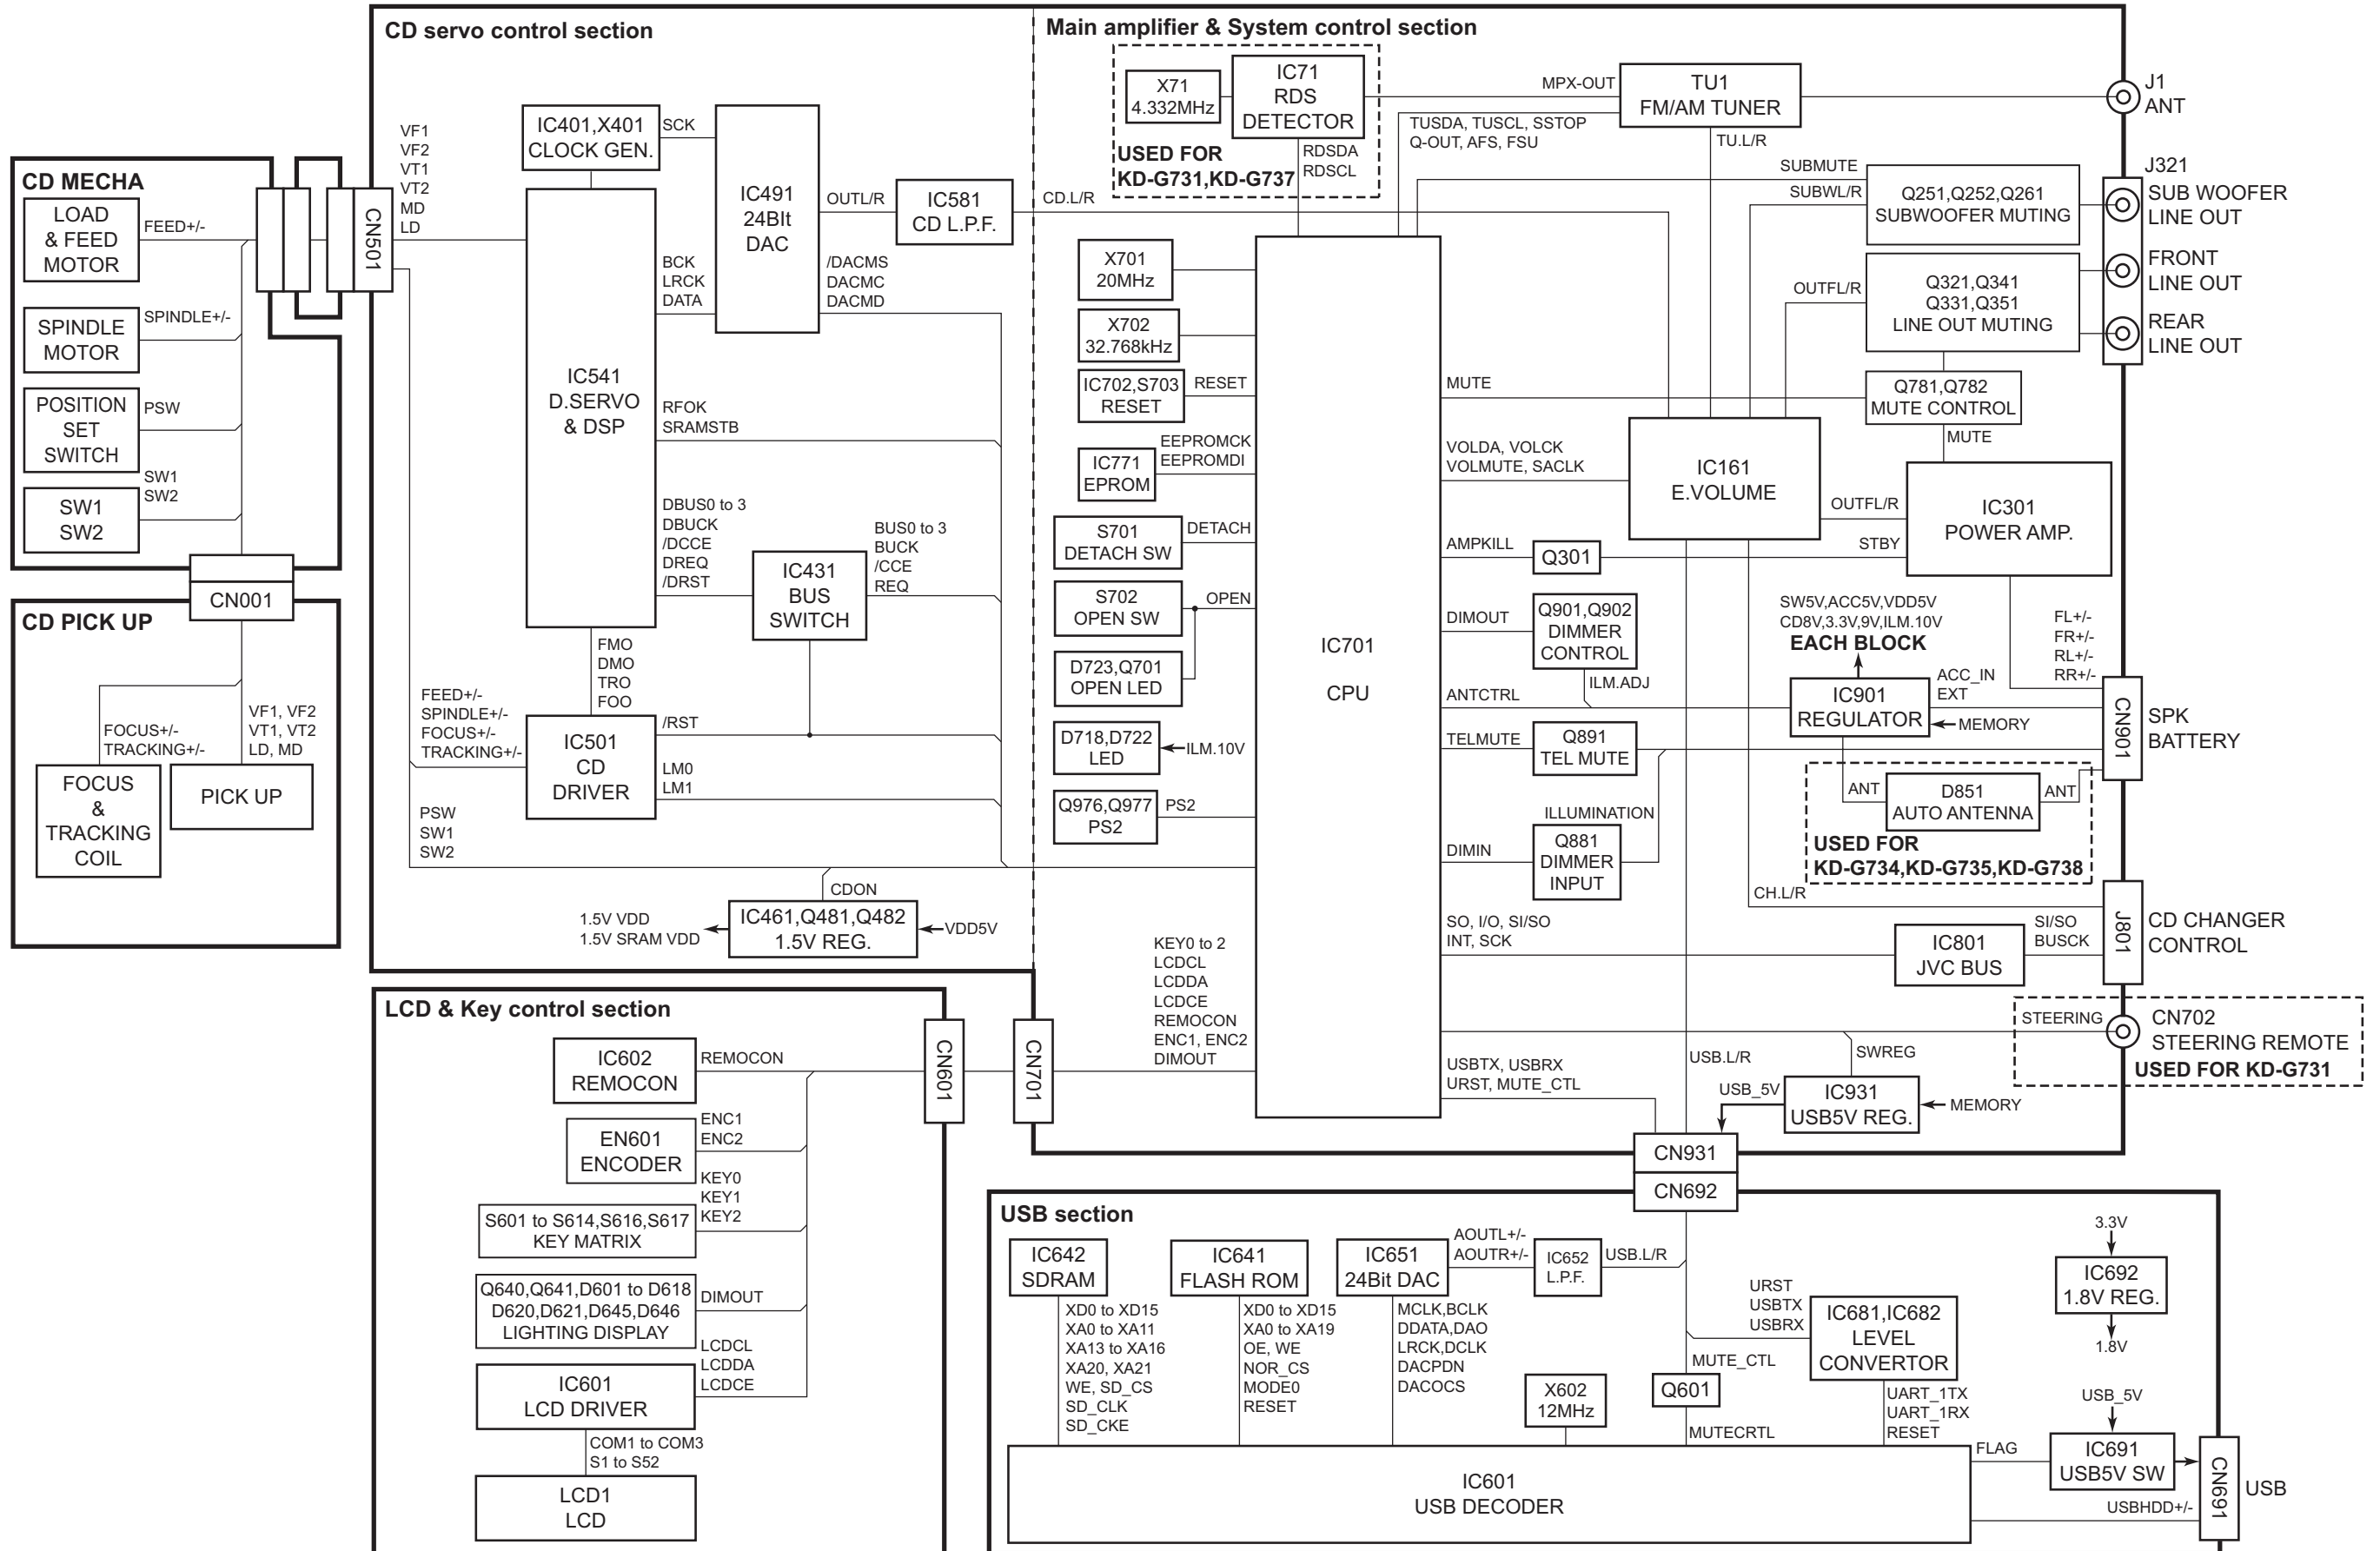 CD servo control section
Main amplifier & System control section
CD MECHA
LOAD
& FEED
MOTOR
FEED+/-
SPINDLE
MOTOR
SPINDLE+/-
POSITION
SET
SWITCH
PSW
SW1
SW2
SW1
SW2
CN001
CD PICK UP
FOCUS+/-
TRACKING+/-
VF1, VF2
VT1, VT2
LD, MD
FOCUS
&
TRACKING
COIL
PICK UP
VF1
VF2
VT1
VT2
MD
LD
CN501
IC401,X401
CLOCK GEN.
SCK
IC491
24BIt
DAC
OUTL/R
IC581
CD L.P.F.
CD.L/R
BCK
LRCK
DATA
/DACMS
DACMC
DACMD
IC541
D.SERVO
& DSP
RFOK
SRAMSTB
DBUS0 to 3
DBUCK
/DCCE
DREQ
/DRST
IC431
BUS
SWITCH
BUS0 to 3
BUCK
/CCE
REQ
FMO
DMO
TRO
FOO
FEED+/-
SPINDLE+/-
FOCUS+/-
TRACKING+/-
IC501
CD
DRIVER
/RST
LM0
LM1
PSW
SW1
SW2
CDON
1.5V VDD
1.5V SRAM VDD
IC461,Q481,Q482
1.5V REG.
VDD5V
X71
4.332MHz
IC71
RDS
DETECTOR
USED FOR
KD-G731,KD-G737
RDSDA
RDSCL
MPX-OUT
TUSDA, TUSCL, SSTOP
Q-OUT, AFS, FSU
TU1
FM/AM TUNER
TU.L/R
J1
ANT
SUBMUTE
SUBWL/R
Q251,Q252,Q261
SUBWOOFER MUTING
J321
SUB WOOFER
LINE OUT
FRONT
LINE OUT
REAR
LINE OUT
OUTFL/R
Q321,Q341
Q331,Q351
LINE OUT MUTING
X701
20MHz
X702
32.768kHz
IC702,S703
RESET
RESET
IC771
EPROM
EEPROMCK
EEPROMDI
S701
DETACH SW
DETACH
S702
OPEN SW
OPEN
D723,Q701
OPEN LED
D718,D722
LED
ILM.10V
Q976,Q977
PS2
PS2
IC701
CPU
MUTE
Q781,Q782
MUTE CONTROL
MUTE
VOLDA, VOLCK
VOLMUTE, SACLK
IC161
E.VOLUME
OUTFL/R
IC301
POWER AMP.
AMPKILL
Q301
STBY
DIMOUT
Q901,Q902
DIMMER
CONTROL
ILM.ADJ
SW5V,ACC5V,VDD5V
CD8V,3.3V,9V,ILM.10V
EACH BLOCK
FL+/-
FR+/-
RL+/-
RR+/-
ANTCTRL
IC901
REGULATOR
ACC_IN
EXT
MEMORY
CN901
SPK
BATTERY
TELMUTE
Q891
TEL MUTE
ANT
D851
AUTO ANTENNA
ANT
USED FOR
KD-G734,KD-G735,KD-G738
ILLUMINATION
DIMIN
Q881
DIMMER
INPUT
CH.L/R
SO, I/O, SI/SO
INT, SCK
IC801
JVC BUS
SI/SO
BUSCK
J801
CD CHANGER
CONTROL
STEERING
CN702
STEERING REMOTE
USED FOR KD-G731
SWREG
USBTX, USBRX
URST, MUTE_CTL
USB.L/R
USB_5V
IC931
USB5V REG.
MEMORY
CN931
CN692
KEY0 to 2
LCDCL
LCDDA
LCDCE
REMOCON
ENC1, ENC2
DIMOUT
CN601
CN701
LCD & Key control section
IC602
REMOCON
REMOCON
EN601
ENCODER
ENC1
ENC2
KEY0
KEY1
KEY2
S601 to S614,S616,S617
KEY MATRIX
Q640,Q641,D601 to D618
D620,D621,D645,D646
LIGHTING DISPLAY
DIMOUT
LCDCL
LCDDA
LCDCE
IC601
LCD DRIVER
COM1 to COM3
S1 to S52
LCD1
LCD
USB section
IC642
SDRAM
XD0 to XD15
XA0 to XA11
XA13 to XA16
XA20, XA21
WE, SD_CS
SD_CLK
SD_CKE
IC641
FLASH ROM
XD0 to XD15
XA0 to XA19
OE, WE
NOR_CS
MODE0
RESET
IC651
24Bit DAC
AOUTL+/-
AOUTR+/-
IC652
L.P.F.
USB.L/R
MCLK,BCLK
DDATA,DAO
LRCK,DCLK
DACPDN
DACOCS
X602
12MHz
URST
USBTX
USBRX
IC681,IC682
LEVEL
CONVERTOR
MUTE_CTL
Q601
MUTECRTL
UART_1TX
UART_1RX
RESET
3.3V
IC692
1.8V REG.
1.8V
USB_5V
FLAG
IC691
USB5V SW
IC601
USB DECODER
USBHDD+/-
CN691
USB